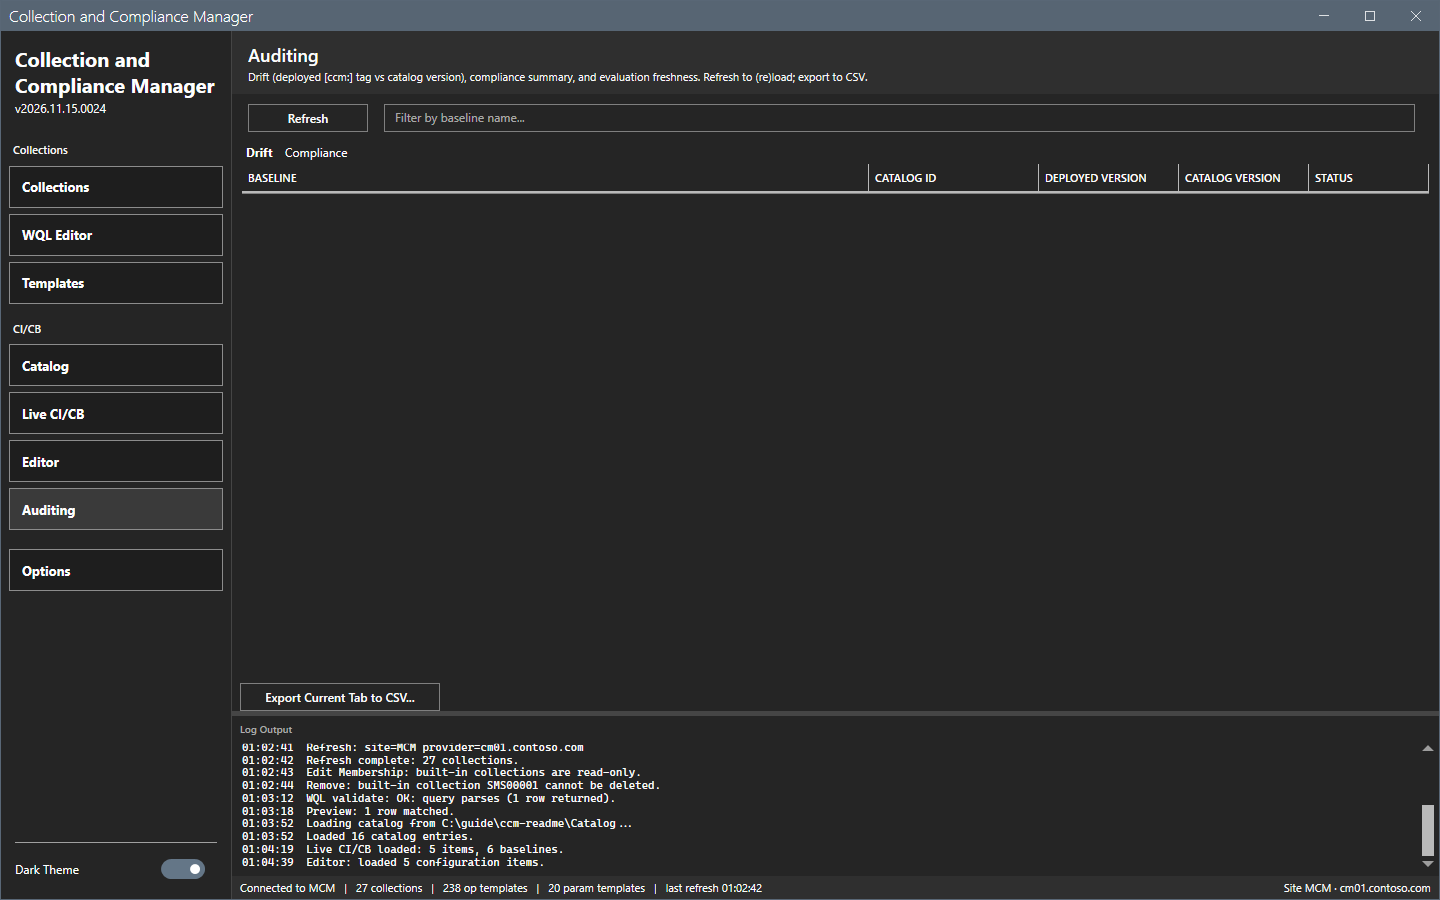 Collection and Compliance Manager
Collection and
Compliance Manager
v2026.11.15.0024
Collections
Collections
WQL Editor
Templates
CI/CB
Catalog
Live CI/CB
Editor
Auditing
Options
Dark Theme
Auditing
Drift (deployed [ccm:] tag vs catalog version), compliance summary, and evaluation freshness. Refresh to (re)load; export to CSV.
Refresh
Filter by baseline name...
Drift Compliance
BASELINE CATALOG ID DEPLOYED VERSION CATALOG VERSION STATUS
Export Current Tab to CSV...
Log Output
01:02:41 Refresh: site=MCM provider=cm01.contoso.com
01:02:42 Refresh complete: 27 collections.
01:02:43 Edit Membership: built-in collections are read-only.
01:02:44 Remove: built-in collection SMS00001 cannot be deleted.
01:03:12 WQL validate: OK: query parses (1 row returned).
01:03:18 Preview: 1 row matched.
01:03:52 Loading catalog from C:\guide\ccm-readme\Catalog...
01:03:52 Loaded 16 catalog entries.
01:04:19 Live CI/CB loaded: 5 items, 6 baselines.
01:04:39 Editor: loaded 5 configuration items.
Connected to MCM | 27 collections | 238 op templates | 20 param templates | last refresh 01:02:42
Site MCM · cm01.contoso.com